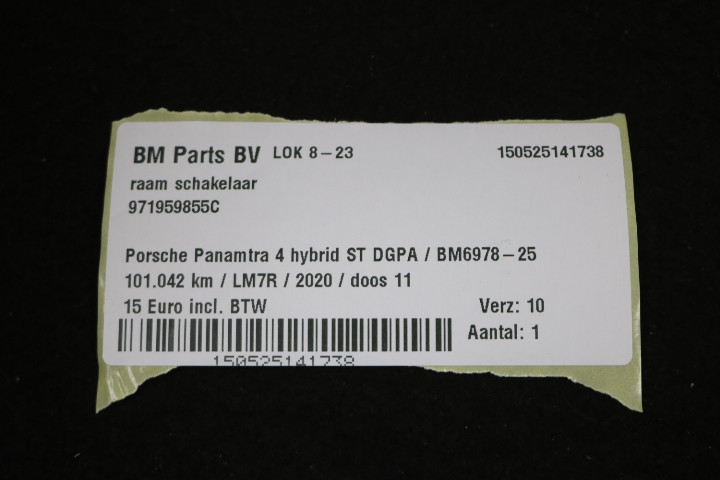 BM Parts BV LOK 8-23 150525141738
raam schakelaar
971959855C
Porsche Panamtra 4 hybrid ST DGPA / BM6978-25
101.042 km / LM7R / 2020 / doos 11
15 Euro incl. BTW Verz: 10
Aantal: 1
150525141738